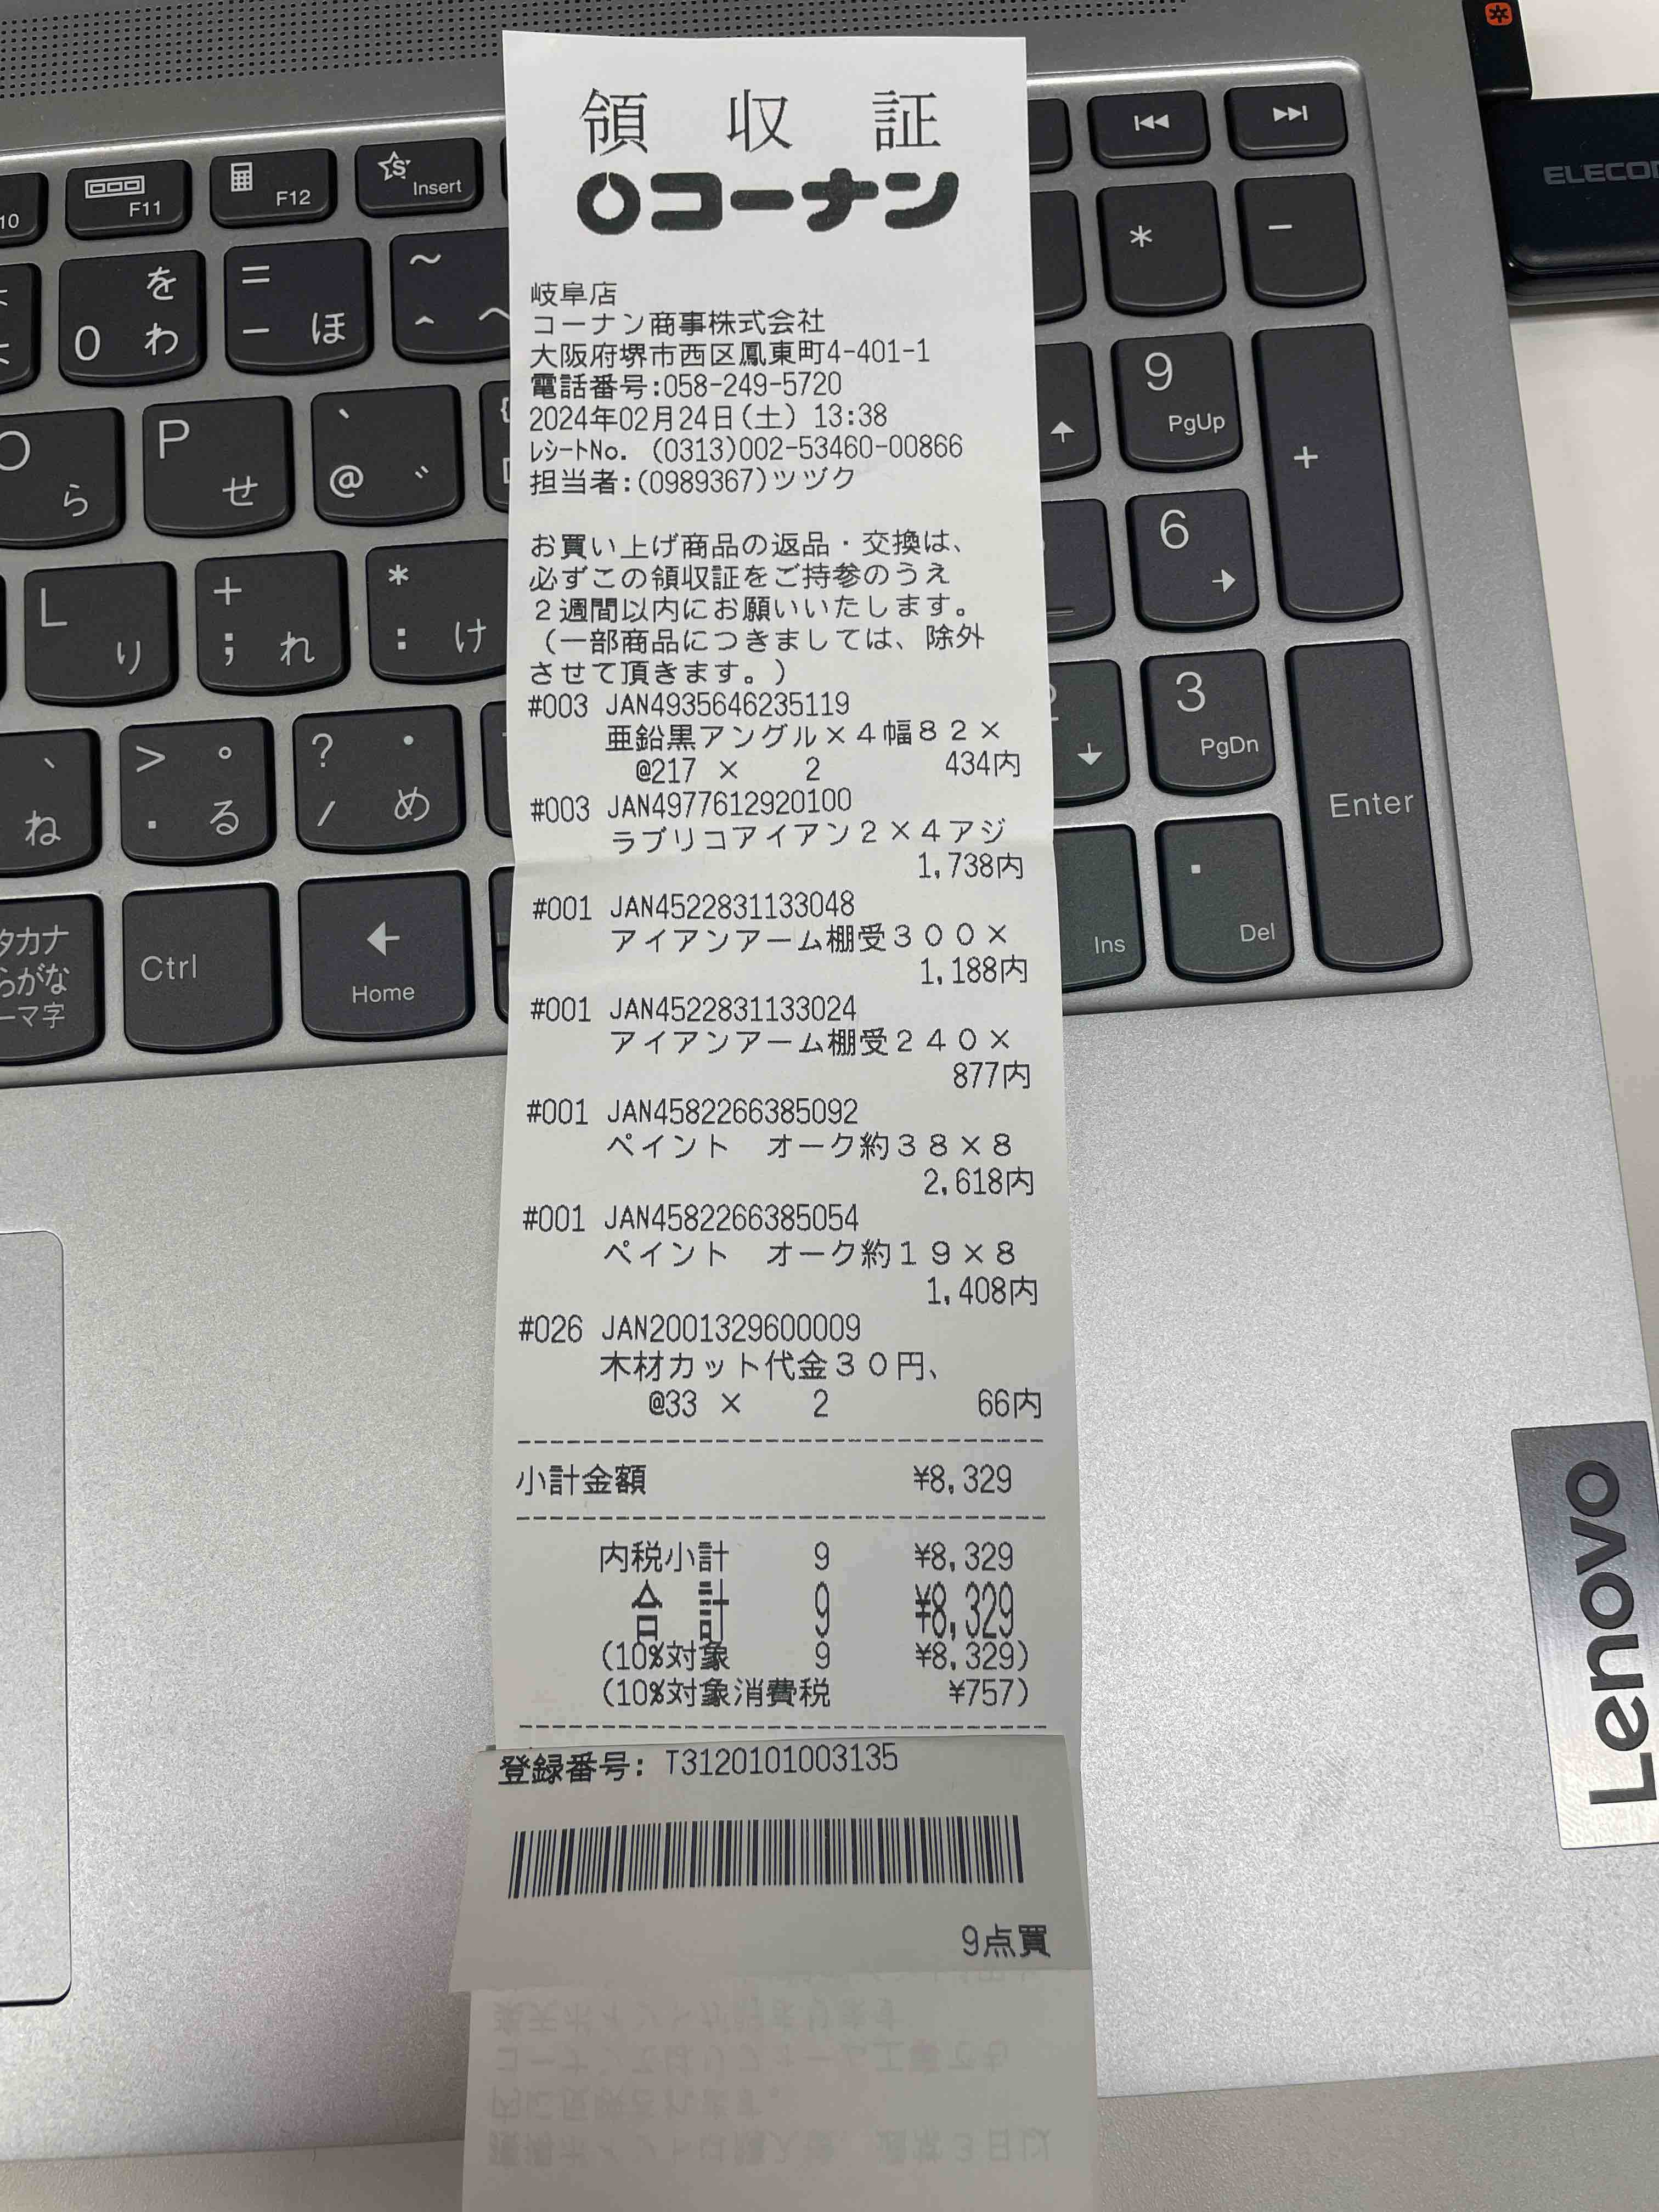 領 収 証
コーナン
岐阜店
コーナン商事株式会社
大阪府堺市西区鳳東町4-401-1
電話番号:058-249-5720
2024年02月24日(土) 13:38
ﾚｼｰﾄNo. (0313)002-53460-00866
担当者:(0989367)ツヅク
お買い上げ商品の返品・交換は、
必ずこの領収証をご持参のうえ
2週間以内にお願いいたします。
(一部商品につきましては、除外
させて頂きます。)
#003 JAN4935646235119
亜鉛黒アングル×4幅82×
@217 × 2 434内
#003 JAN4977612920100
ラブリコアイアン2×4アジ
1,738内
#001 JAN4522831133048
アイアンアーム棚受300×
1,188内
#001 JAN4522831133024
アイアンアーム棚受240×
877内
#001 JAN4582266385092
ペイント オーク約38×8
2,618内
#001 JAN4582266385054
ペイント オーク約19×8
1,408内
#026 JAN2001329600009
木材カット代金30円、
@33 × 2 66内
小計金額 ¥8,329
内税小計 9 ¥8,329
合 計 9 ¥8,329
(10%対象 9 ¥8,329)
(10%対象消費税 ¥757)
登録番号: T3120101003135
9点買
F11
F12
Insert
を
0 わ
=
- ほ
~
^ へ
P
せ
@
ら
L
り
+
; れ
*
: け
ね
>
. る
?
/ め
Ctrl
Home
*
-
9
PgUp
+
6
3
PgDn
Enter
Ins
.
Del
Lenovo